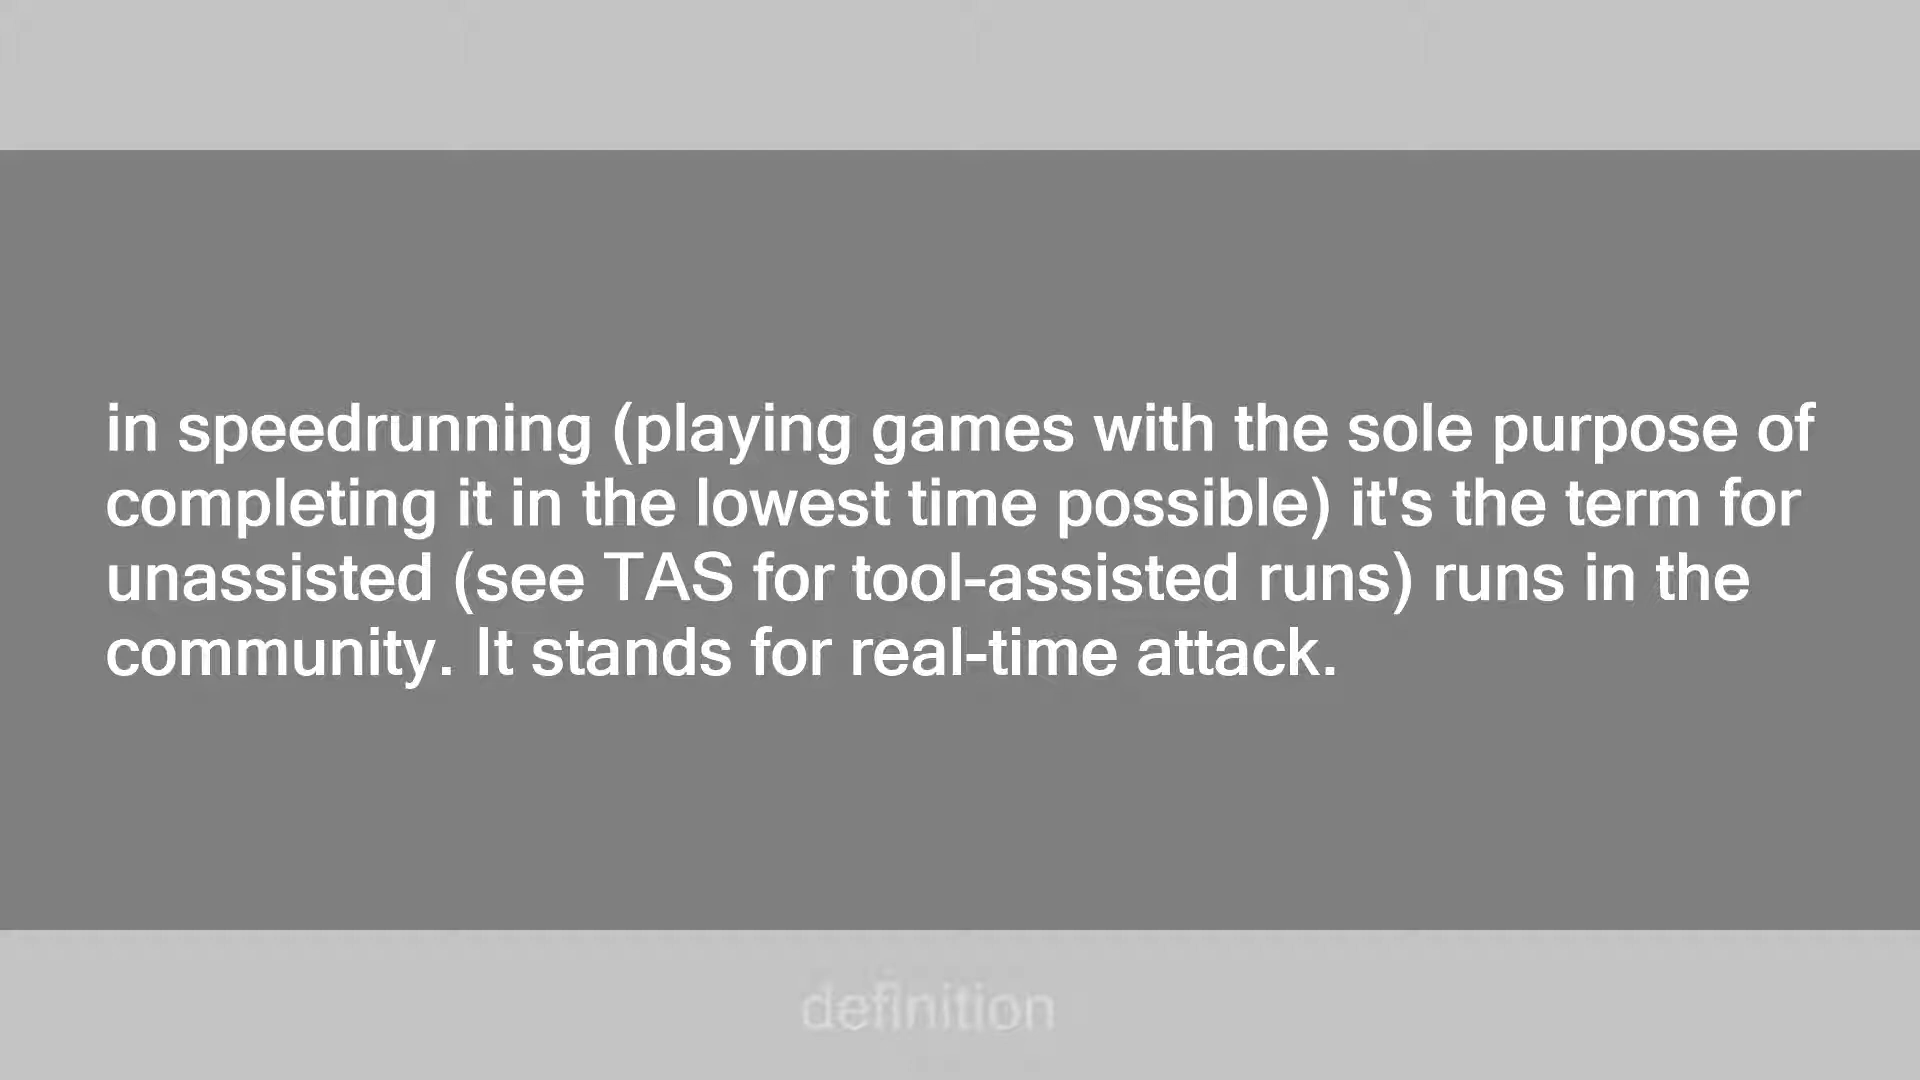 in speedrunning (playing games with the sole purpose of
completing it in the lowest time possible) it's the term for
unassisted (see TAS for tool-assisted runs) runs in the
community. It stands for real-time attack.
definition